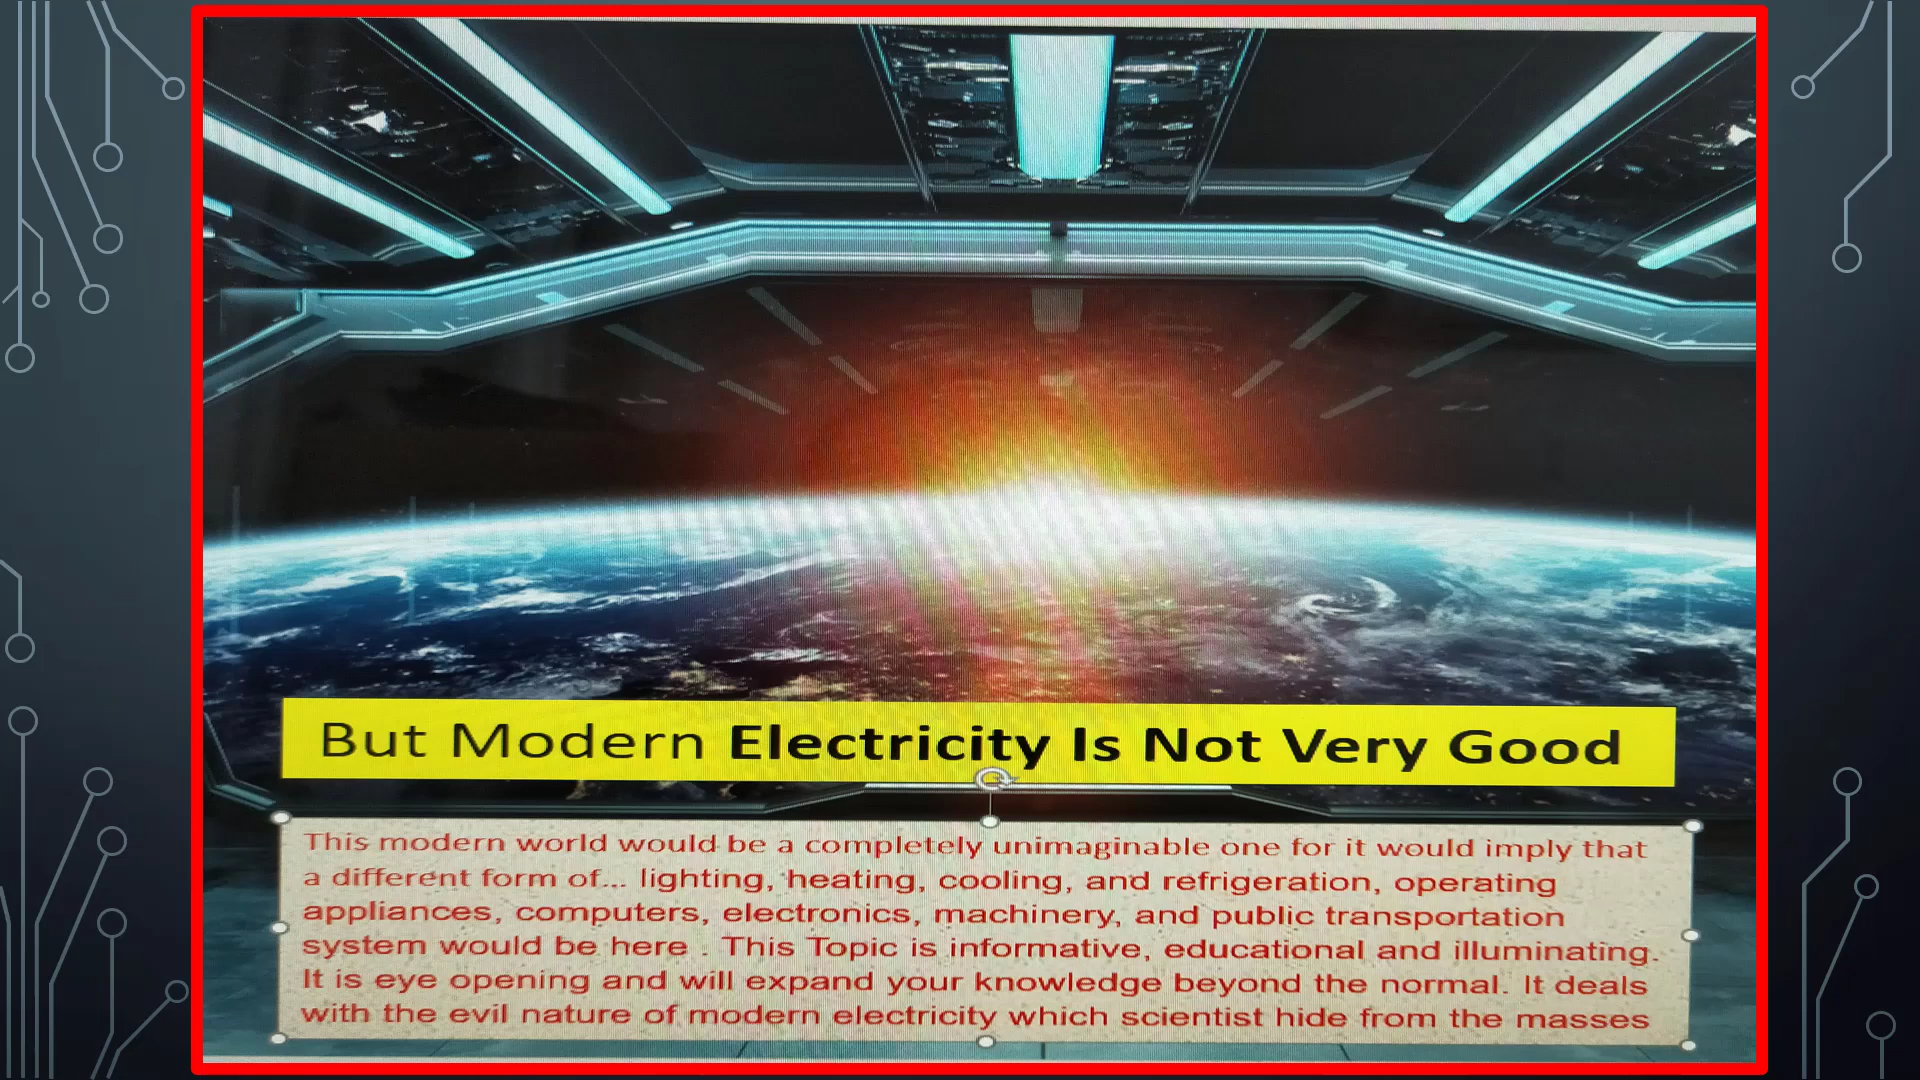 But Modern Electricity Is Not Very Good
This modern world would be a completely unimaginable one for it would imply that
a different form of... lighting, heating, cooling, and refrigeration, operating
appliances, computers, electronics, machinery, and public transportation
system would be here . This Topic is informative, educational and illuminating.
It is eye opening and will expand your knowledge beyond the normal. It deals
with the evil nature of modern electricity which scientist hide from the masses